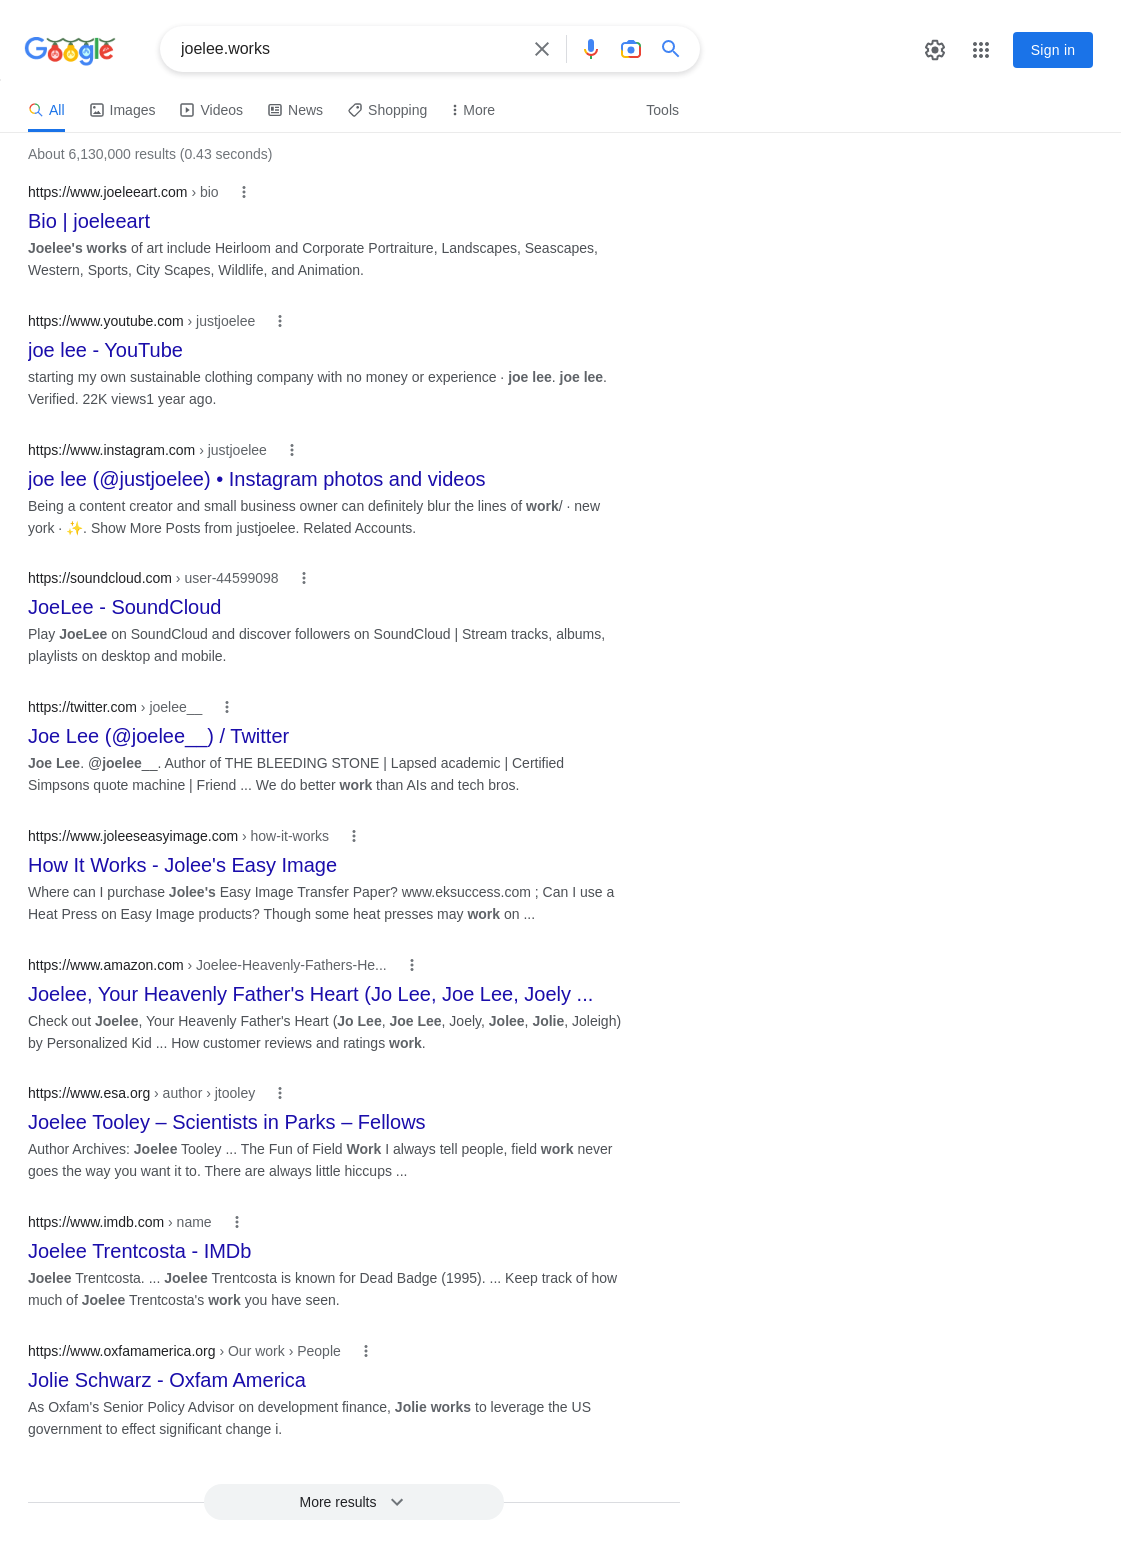 Google
joelee.works
Sign in
All
Images
Videos
News
Shopping
More
Tools
About 6,130,000 results (0.43 seconds)
https://www.joeleeart.com › bio
Bio | joeleeart
Joelee's works of art include Heirloom and Corporate Portraiture, Landscapes, Seascapes,
Western, Sports, City Scapes, Wildlife, and Animation.
https://www.youtube.com › justjoelee
joe lee - YouTube
starting my own sustainable clothing company with no money or experience · joe lee. joe lee.
Verified. 22K views1 year ago.
https://www.instagram.com › justjoelee
joe lee (@justjoelee) • Instagram photos and videos
Being a content creator and small business owner can definitely blur the lines of work/ · new
york · ✨. Show More Posts from justjoelee. Related Accounts.
https://soundcloud.com › user-44599098
JoeLee - SoundCloud
Play JoeLee on SoundCloud and discover followers on SoundCloud | Stream tracks, albums,
playlists on desktop and mobile.
https://twitter.com › joelee__
Joe Lee (@joelee__) / Twitter
Joe Lee. @joelee__. Author of THE BLEEDING STONE | Lapsed academic | Certified
Simpsons quote machine | Friend ... We do better work than AIs and tech bros.
https://www.joleeseasyimage.com › how-it-works
How It Works - Jolee's Easy Image
Where can I purchase Jolee's Easy Image Transfer Paper? www.eksuccess.com ; Can I use a
Heat Press on Easy Image products? Though some heat presses may work on ...
https://www.amazon.com › Joelee-Heavenly-Fathers-He...
Joelee, Your Heavenly Father's Heart (Jo Lee, Joe Lee, Joely ...
Check out Joelee, Your Heavenly Father's Heart (Jo Lee, Joe Lee, Joely, Jolee, Jolie, Joleigh)
by Personalized Kid ... How customer reviews and ratings work.
https://www.esa.org › author › jtooley
Joelee Tooley – Scientists in Parks – Fellows
Author Archives: Joelee Tooley ... The Fun of Field Work I always tell people, field work never
goes the way you want it to. There are always little hiccups ...
https://www.imdb.com › name
Joelee Trentcosta - IMDb
Joelee Trentcosta. ... Joelee Trentcosta is known for Dead Badge (1995). ... Keep track of how
much of Joelee Trentcosta's work you have seen.
https://www.oxfamamerica.org › Our work › People
Jolie Schwarz - Oxfam America
As Oxfam's Senior Policy Advisor on development finance, Jolie works to leverage the US
government to effect significant change i.
More results